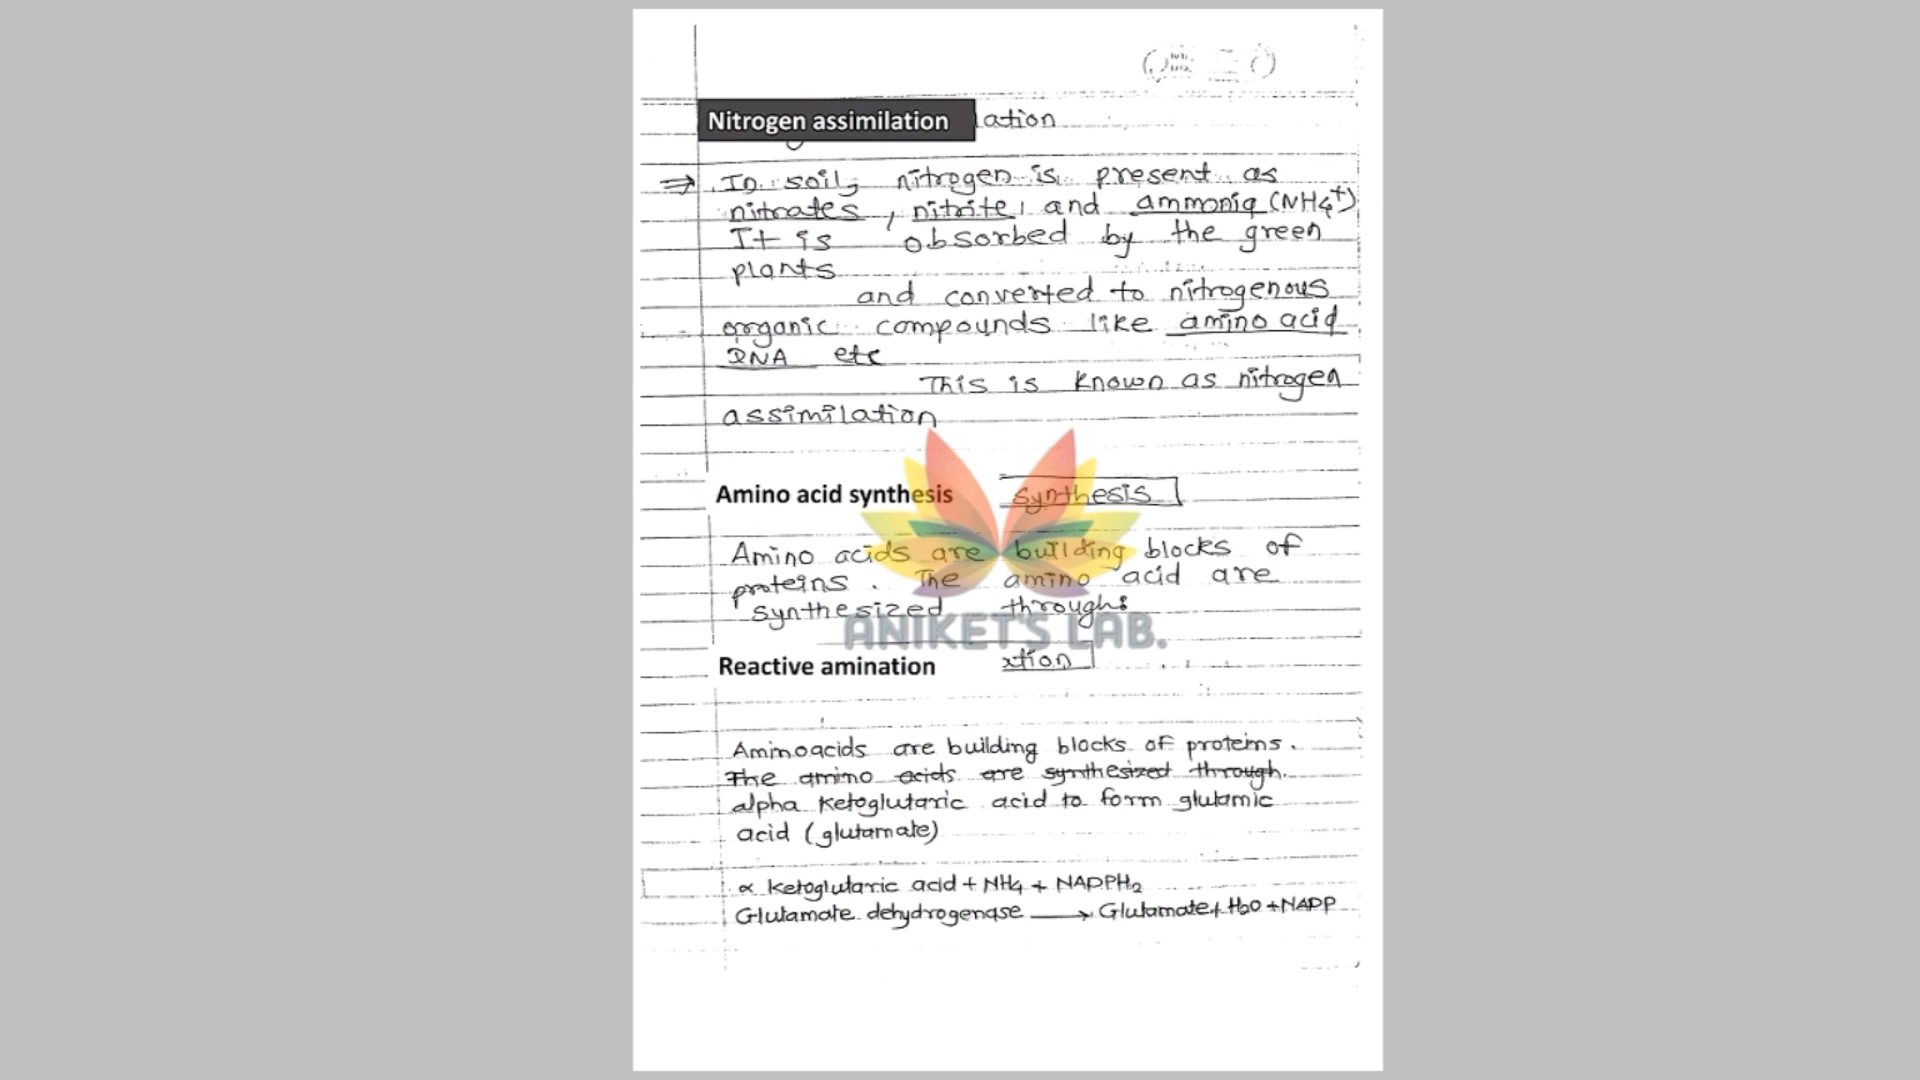 Nitrogen assimilation lation
⇒ In soil, nitrogen is present as
nitrates, nitrite, and ammonia (NH4+)
It is absorbed by the green
plants
and converted to nitrogenous
organic compounds like amino acid
DNA etc
This is known as nitrogen
assimilation
Amino acid synthesis synthesis
Amino acids are building blocks of
proteins. The amino acid are
synthesized through:
ANIKET'S LAB.
Reactive amination ation
Aminoacids are building blocks of proteins.
The amino acids are synthesized through.
alpha Ketoglutaric acid to form glutamic
acid (glutamate)
∝ Ketoglutaric acid + NH4 + NADPH2
Glutamate dehydrogenase ⟶ Glutamate + H2O + NADP